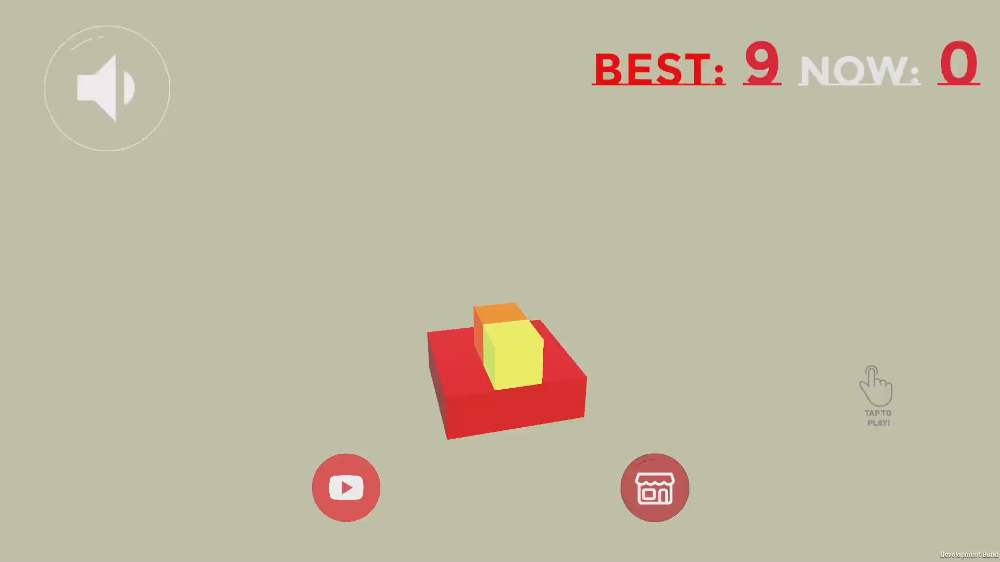 BEST: 9 NOW: 0
TAP TO
PLAY!
Development Build